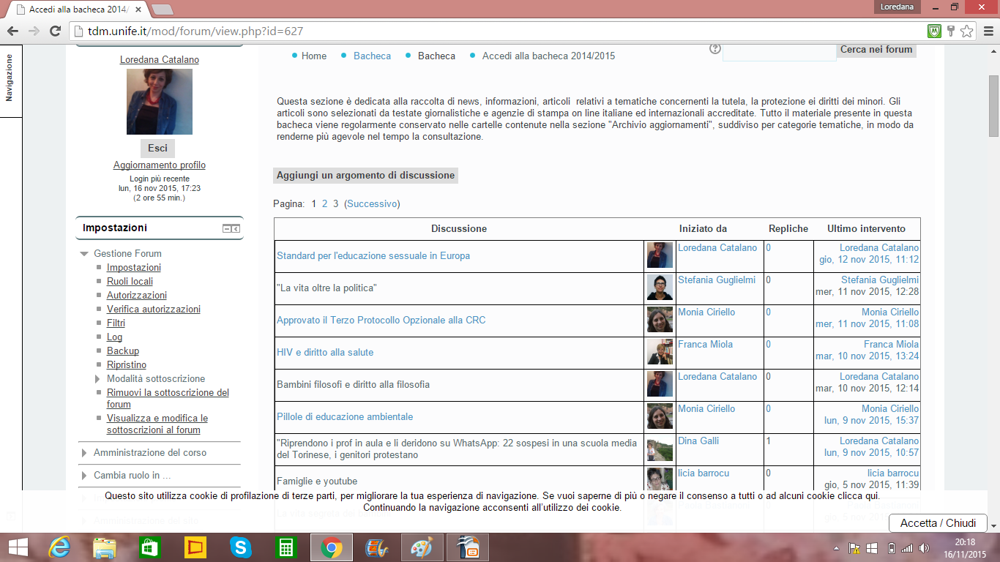 Accedi alla bacheca 2014/
Loredana
tdm.unife.it/mod/forum/view.php?id=627
Navigazione
Loredana Catalano
Esci
Aggiornamento profilo
Login più recente
lun, 16 nov 2015, 17:23
(2 ore 55 min.)
Impostazioni
Gestione Forum
Impostazioni
Ruoli locali
Autorizzazioni
Verifica autorizzazioni
Filtri
Log
Backup
Ripristino
Modalità sottoscrizione
Rimuovi la sottoscrizione del
forum
Visualizza e modifica le
sottoscrizioni al forum
Amministrazione del corso
Cambia ruolo in ...
Home Bacheca Bacheca Accedi alla bacheca 2014/2015
Cerca nei forum
Questa sezione è dedicata alla raccolta di news, informazioni, articoli relativi a tematiche concernenti la tutela, la protezione ei diritti dei minori. Gli
articoli sono selezionati da testate giornalistiche e agenzie di stampa on line italiane ed internazionali accreditate. Tutto il materiale presente in questa
bacheca viene regolarmente conservato nelle cartelle contenute nella sezione "Archivio aggiornamenti", suddiviso per categorie tematiche, in modo da
renderne più agevole nel tempo la consultazione.
Aggiungi un argomento di discussione
Pagina: 1 2 3 (Successivo)
Discussione Iniziato da Repliche Ultimo intervento
Standard per l'educazione sessuale in Europa Loredana Catalano 0 Loredana Catalano
gio, 12 nov 2015, 11:12
"La vita oltre la politica" Stefania Guglielmi 0 Stefania Guglielmi
mer, 11 nov 2015, 12:28
Approvato il Terzo Protocollo Opzionale alla CRC Monia Ciriello 0 Monia Ciriello
mer, 11 nov 2015, 11:08
HIV e diritto alla salute Franca Miola 0 Franca Miola
mar, 10 nov 2015, 13:24
Bambini filosofi e diritto alla filosofia Loredana Catalano 0 Loredana Catalano
mar, 10 nov 2015, 12:14
Pillole di educazione ambientale Monia Ciriello 0 Monia Ciriello
lun, 9 nov 2015, 15:37
"Riprendono i prof in aula e li deridono su WhatsApp: 22 sospesi in una scuola media
del Torinese, i genitori protestano Dina Galli 1 Loredana Catalano
lun, 9 nov 2015, 10:57
Famiglie e youtube licia barrocu 0 licia barrocu
gio, 5 nov 2015, 11:39
Questo sito utilizza cookie di profilazione di terze parti, per migliorare la tua esperienza di navigazione. Se vuoi saperne di più o negare il consenso a tutti o ad alcuni cookie clicca qui.
Continuando la navigazione acconsenti all'utilizzo dei cookie.
Accetta / Chiudi
20:18
16/11/2015